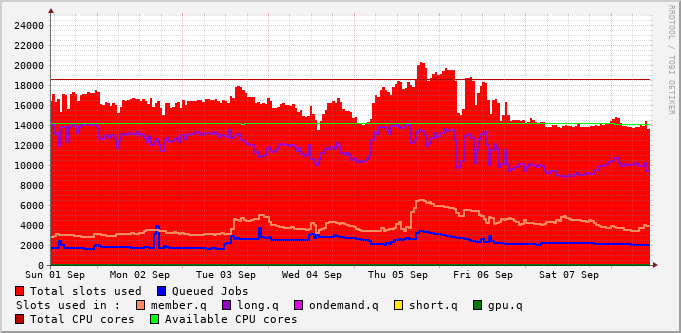 24000
22000
20000
18000
16000
14000
12000
10000
8000
6000
4000
2000
0
Sun 01 Sep Mon 02 Sep Tue 03 Sep Wed 04 Sep Thu 05 Sep Fri 06 Sep Sat 07 Sep
Total slots used Queued Jobs
Slots used in : member.q long.q ondemand.q short.q gpu.q
Total CPU cores Available CPU cores
RRDTOOL / TOBI OETIKER